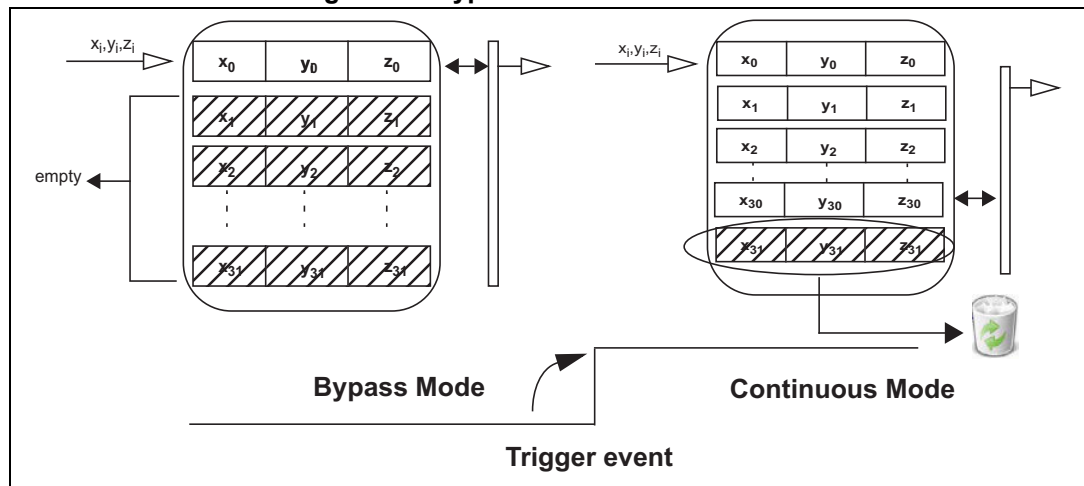 xi,yi,zi
x0 yD z0
x1 y1 z1
x2 y2 z2
x31 y31 z31
empty
xi,yi,zi
x0 y0 z0
x1 y1 z1
x2 y2 z2
x30 y30 z30
x31 y31 z31
Bypass Mode
Continuous Mode
Trigger event